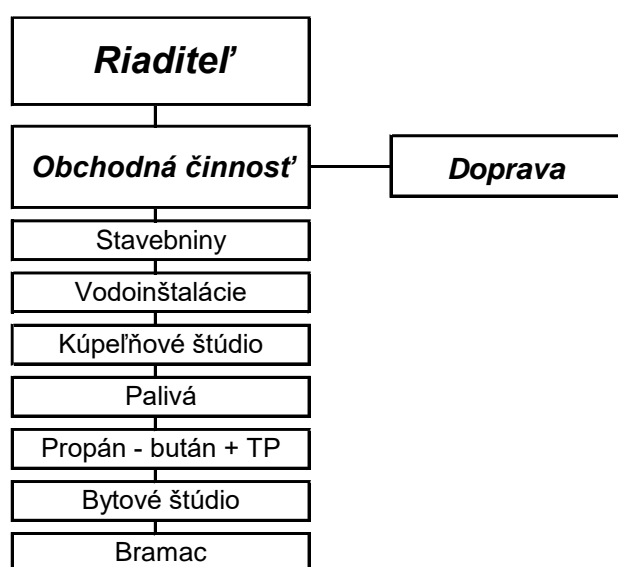 Riaditeľ
Obchodná činnosť
Doprava
Stavebniny
Vodoinštalácie
Kúpeľňové štúdio
Palivá
Propán - bután + TP
Bytové štúdio
Bramac